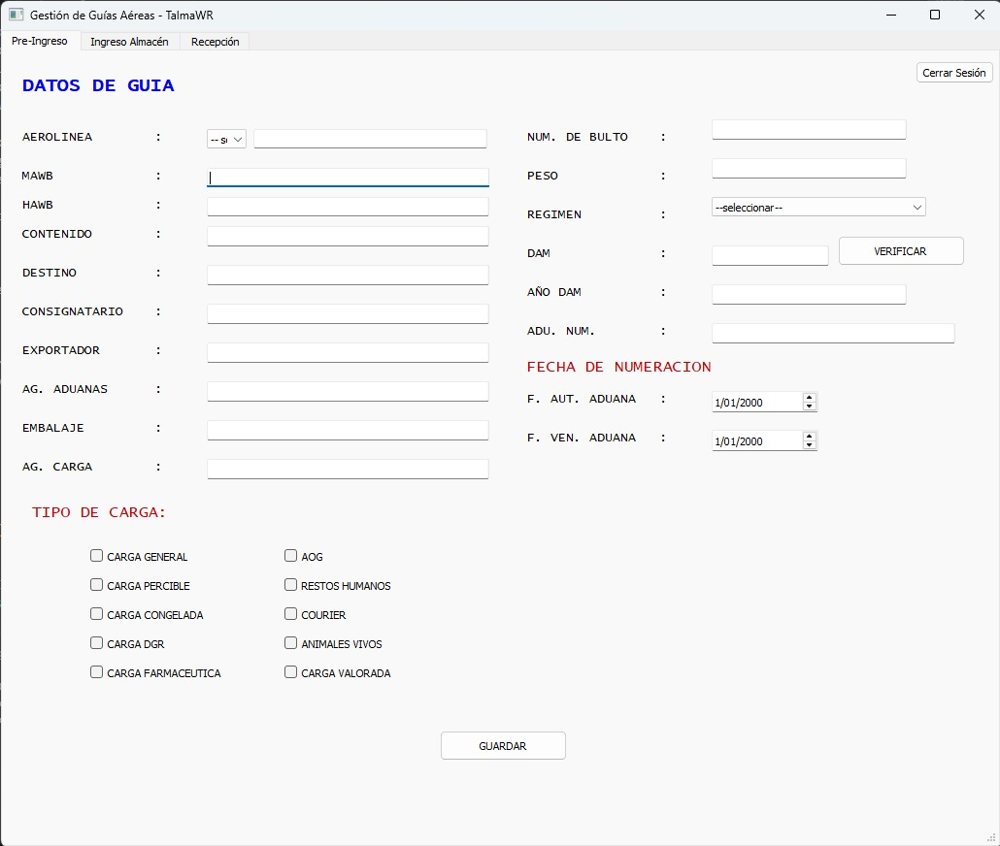 Gestión de Guías Aéreas - TalmaWR
Pre-Ingreso Ingreso Almacén Recepción
Cerrar Sesión
DATOS DE GUIA
AEROLINEA :
MAWB :
HAWB :
CONTENIDO :
DESTINO :
CONSIGNATARIO :
EXPORTADOR :
AG. ADUANAS :
EMBALAJE :
AG. CARGA :
NUM. DE BULTO :
PESO :
REGIMEN : --seleccionar--
DAM : VERIFICAR
AÑO DAM :
ADU. NUM. :
FECHA DE NUMERACION
F. AUT. ADUANA : 1/01/2000
F. VEN. ADUANA : 1/01/2000
TIPO DE CARGA:
CARGA GENERAL
CARGA PERCIBLE
CARGA CONGELADA
CARGA DGR
CARGA FARMACEUTICA
AOG
RESTOS HUMANOS
COURIER
ANIMALES VIVOS
CARGA VALORADA
GUARDAR